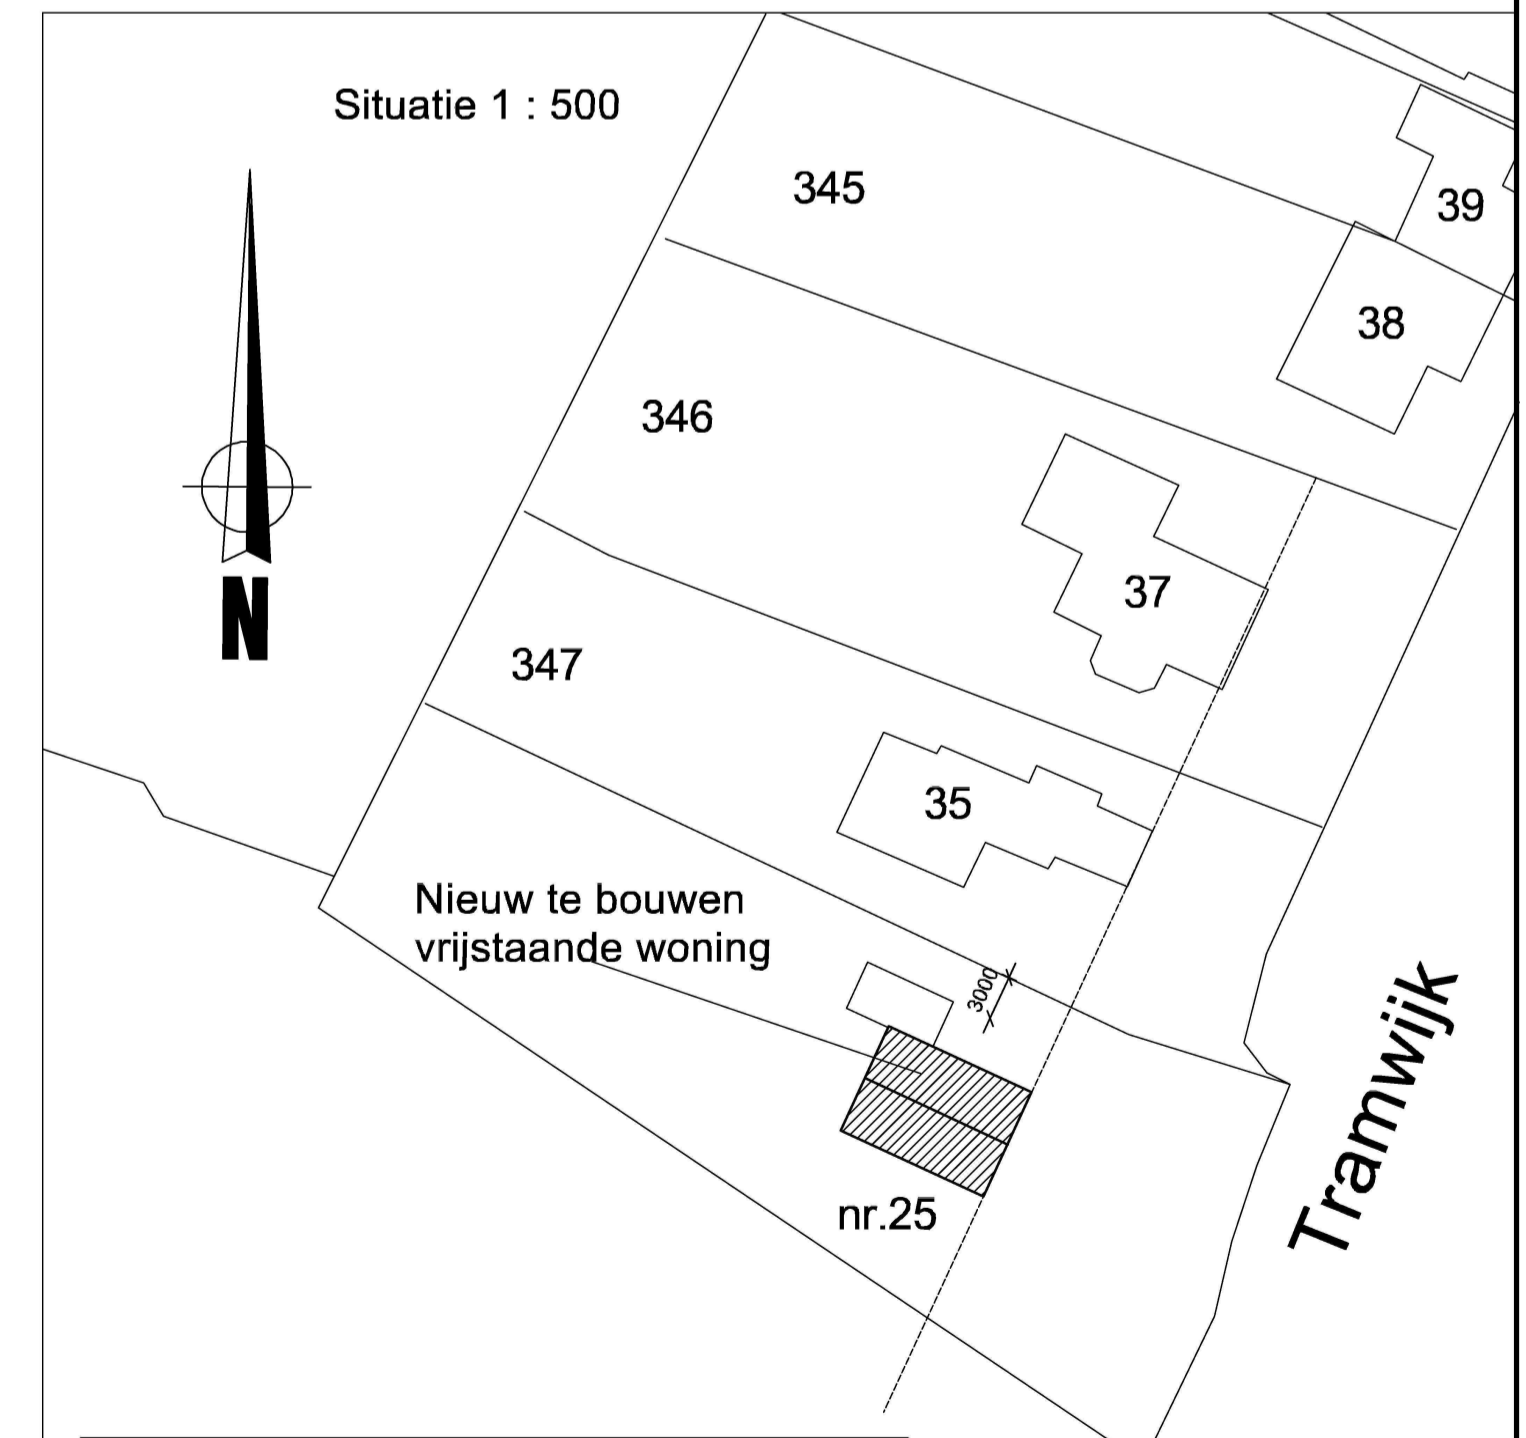 Situatie 1 : 500
345
39
38
346
37
N
347
35
Nieuw te bouwen
vrijstaande woning
3000
Tramwijk
nr.25